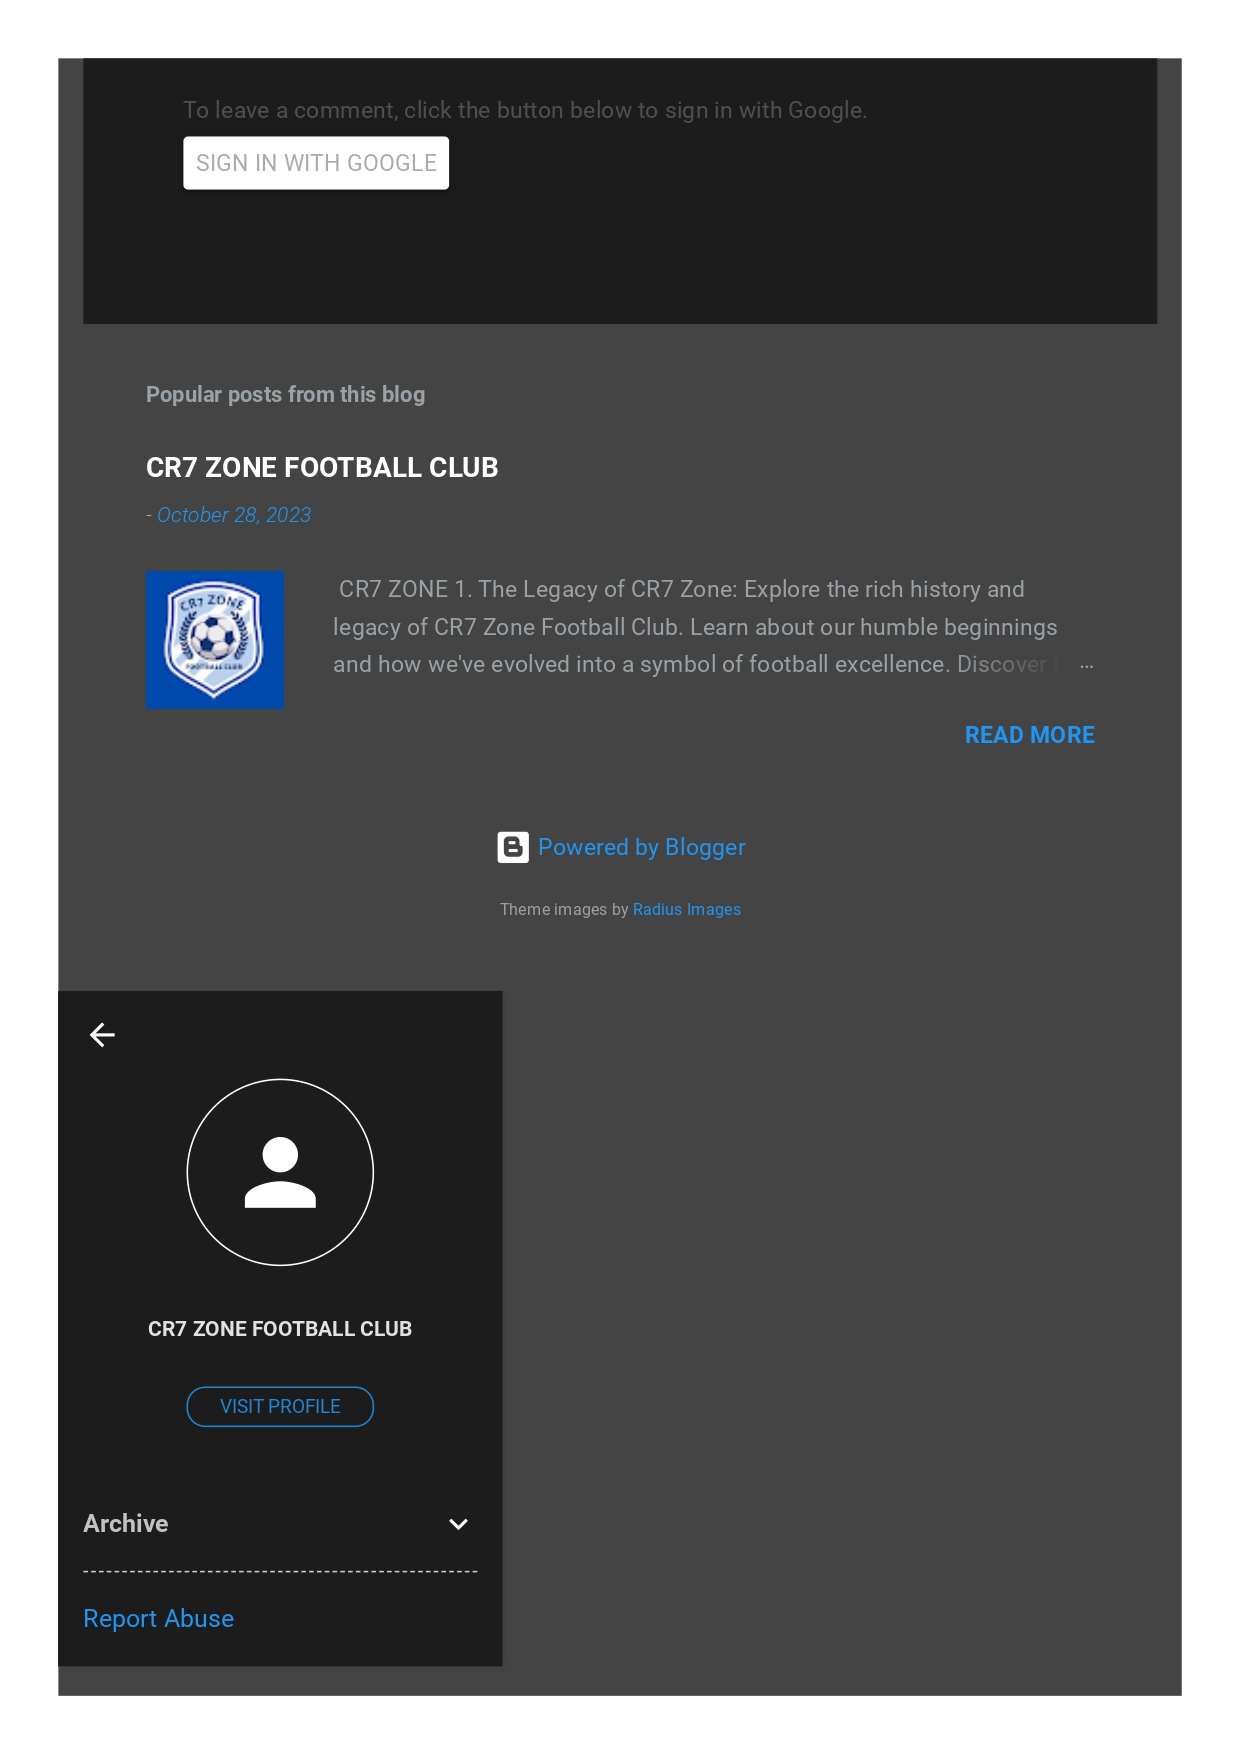 To leave a comment, click the button below to sign in with Google.
SIGN IN WITH GOOGLE
Popular posts from this blog
CR7 ZONE FOOTBALL CLUB
- October 28, 2023
CR7 ZONE
FOOTBALL CLUB
CR7 ZONE 1. The Legacy of CR7 Zone: Explore the rich history and
legacy of CR7 Zone Football Club. Learn about our humble beginnings
and how we've evolved into a symbol of football excellence. Discover t ...
READ MORE
Powered by Blogger
Theme images by Radius Images
CR7 ZONE FOOTBALL CLUB
VISIT PROFILE
Archive
Report Abuse